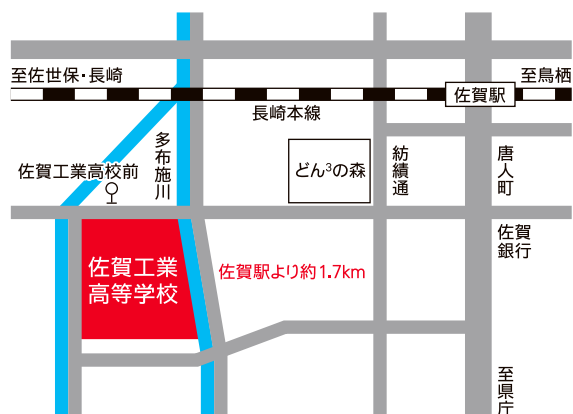 至佐世保・長崎
至鳥栖
佐賀駅
長崎本線
多布施川
佐賀工業高校前
どん³の森
紡績通
唐人町
佐賀
銀行
佐賀工業
高等学校
佐賀駅より約1.7km
至県庁